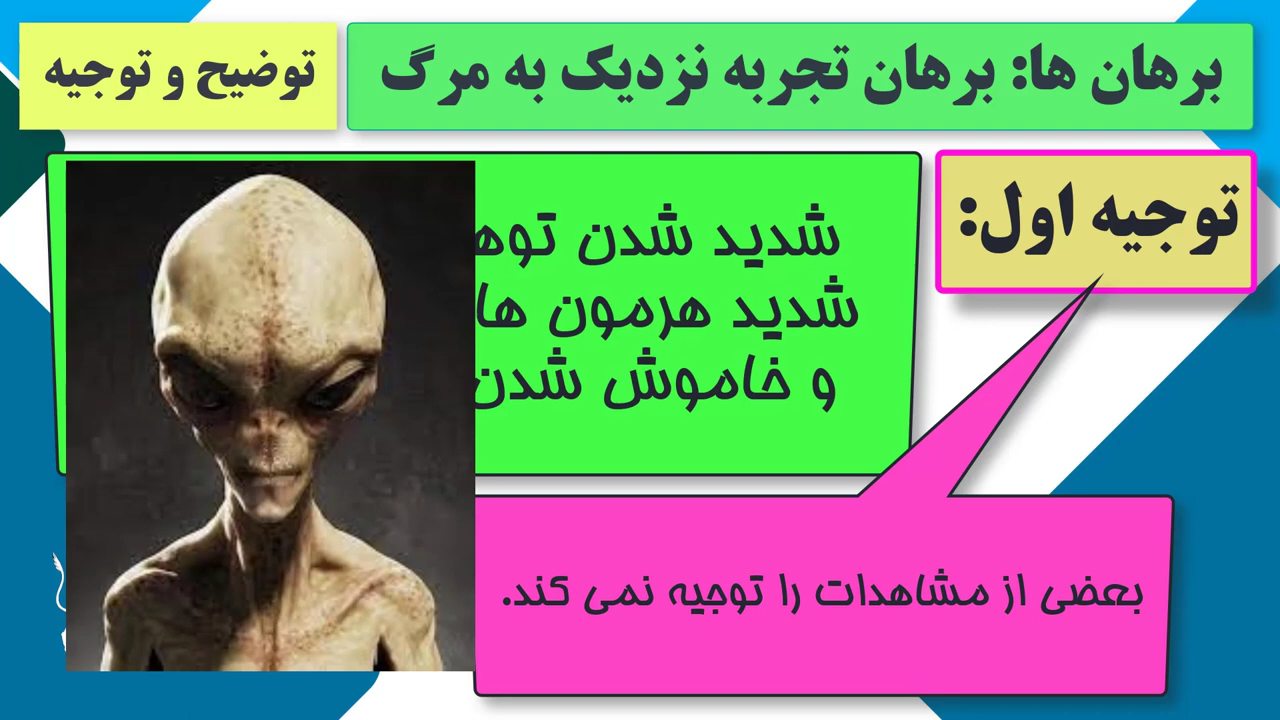 برهان ها: برهان تجربه نزدیک به مرگ
توضیح و توجیه
توجیه اول:
شدید شدن
شدید هرمون ها
و خاموش شدن
بعضی از مشاهدات را توجیه نمی کند.